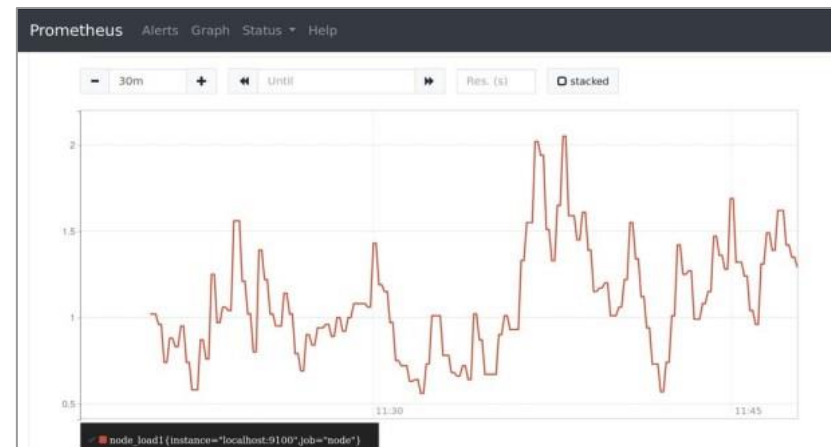 Prometheus Alerts Graph Status Help
- 30m + Until Res. (s) stacked
2
1.5
1
0.5
11:30 11:45
node_load1{instance="localhost:9100",job="node"}